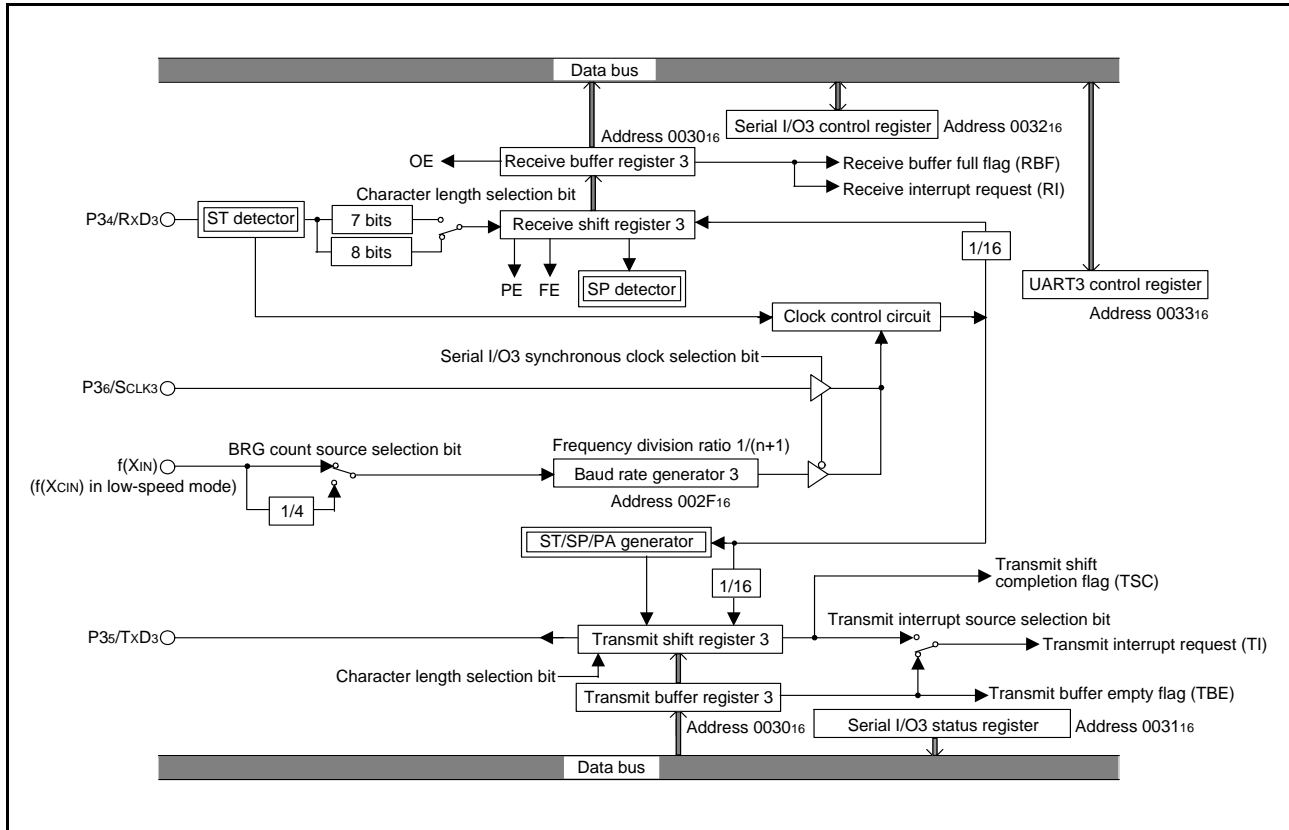 Data bus
Serial I/O3 control register Address 003216
Address 003016
OE Receive buffer register 3 Receive buffer full flag (RBF)
Receive interrupt request (RI)
Character length selection bit
P34/RXD3 ST detector 7 bits Receive shift register 3
8 bits 1/16
PE FE SP detector UART3 control register
Address 003316
Clock control circuit
Serial I/O3 synchronous clock selection bit
P36/SCLK3
BRG count source selection bit Frequency division ratio 1/(n+1)
f(XIN) Baud rate generator 3
(f(XCIN) in low-speed mode)
Address 002F16
1/4
ST/SP/PA generator
Transmit shift
completion flag (TSC)
1/16
Transmit interrupt source selection bit
P35/TXD3 Transmit shift register 3 Transmit interrupt request (TI)
Character length selection bit
Transmit buffer register 3 Transmit buffer empty flag (TBE)
Address 003016 Serial I/O3 status register Address 003116
Data bus